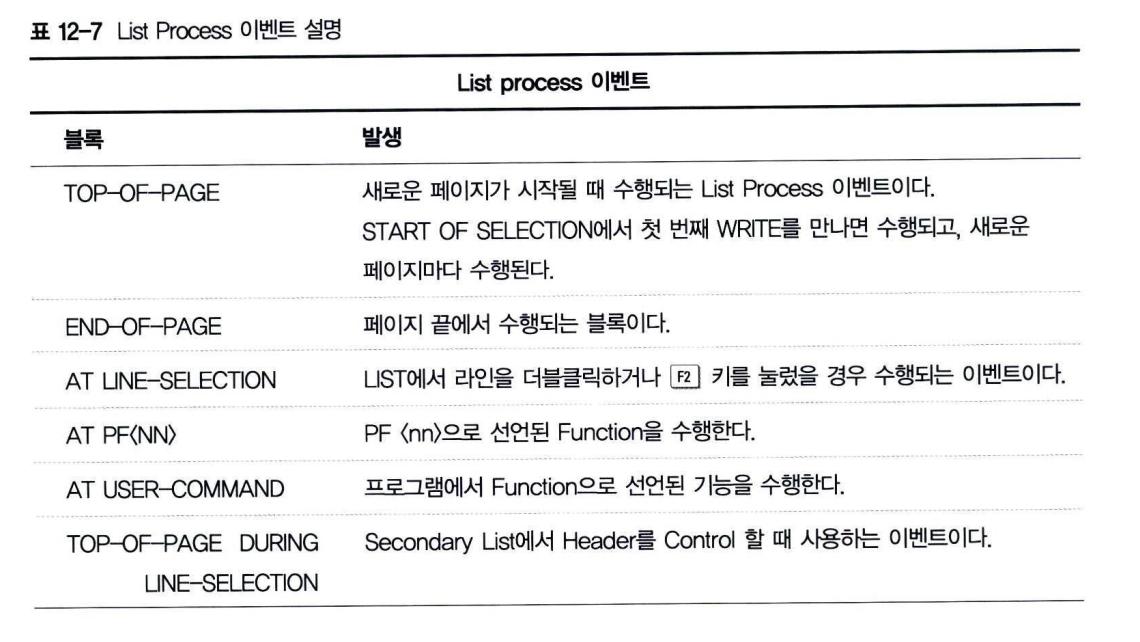 표 12-7 List Process 이벤트 설명
List process 이벤트
블록 발생
TOP-OF-PAGE 새로운 페이지가 시작될 때 수행되는 List Process 이벤트이다.
START OF SELECTION에서 첫 번째 WRITE를 만나면 수행되고, 새로운
페이지마다 수행된다.
END-OF-PAGE 페이지 끝에서 수행되는 블록이다.
AT LINE-SELECTION LIST에서 라인을 더블클릭하거나 F2 키를 눌렀을 경우 수행되는 이벤트이다.
AT PF〈NN〉 PF 〈nn〉으로 선언된 Function을 수행한다.
AT USER-COMMAND 프로그램에서 Function으로 선언된 기능을 수행한다.
TOP-OF-PAGE DURING Secondary List에서 Header를 Control 할 때 사용하는 이벤트이다.
LINE-SELECTION